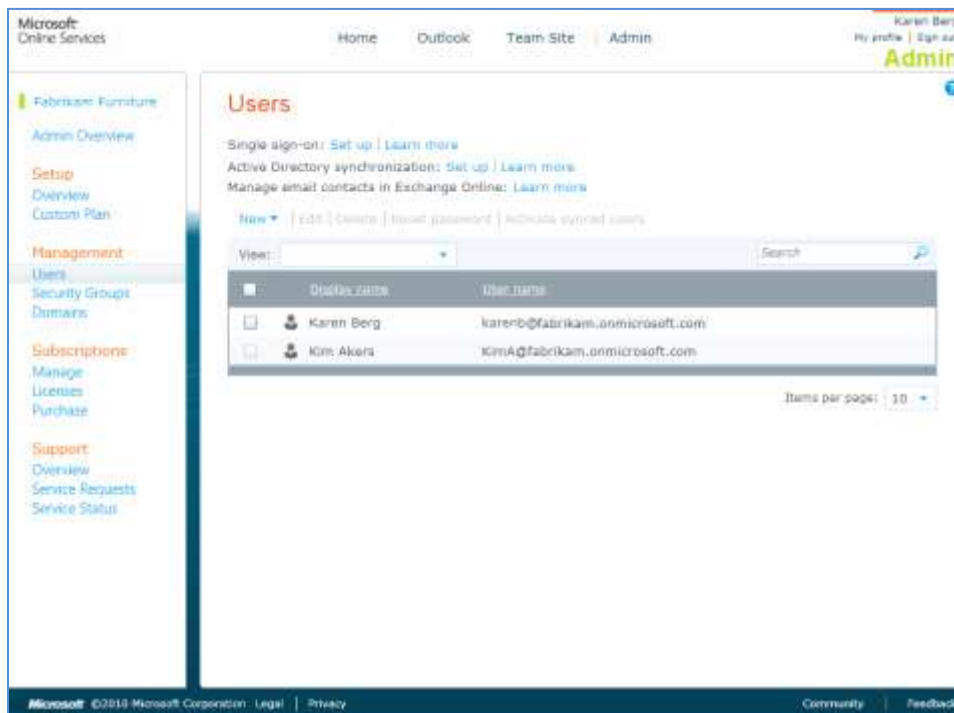 Microsoft
Online Services
Home Outlook Team Site Admin
Karen Berg
My profile | Sign out
Admin
Fabrikam Furniture
Admin Overview
Setup
Overview
Custom Plan
Management
Users
Security Groups
Domains
Subscriptions
Manage
Licenses
Purchase
Support
Overview
Service Requests
Service Status
Users
Single sign-on: Set up | Learn more
Active Directory synchronization: Set up | Learn more
Manage email contacts in Exchange Online: Learn more
New | Edit | Delete | Reset password | Activate synced users
View: Search
Display name User name
Karen Berg karenb@fabrikam.onmicrosoft.com
Kim Akers KimA@fabrikam.onmicrosoft.com
Items per page: 10
Microsoft ©2010 Microsoft Corporation Legal | Privacy Community | Feedback